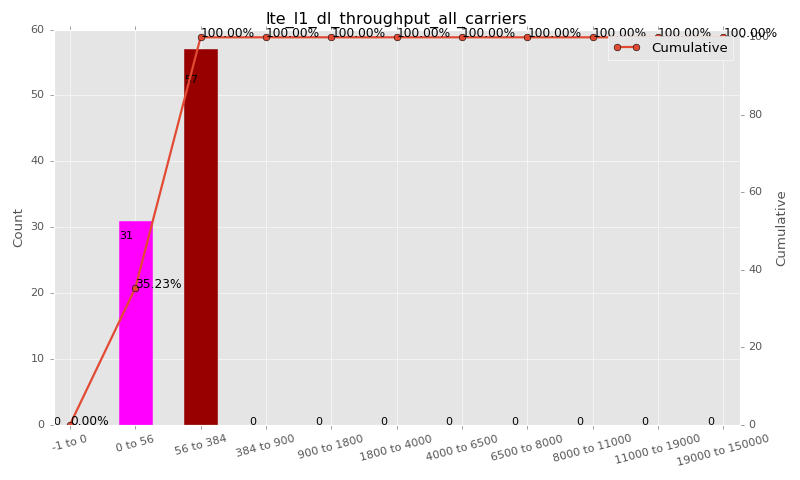 lte_l1_dl_throughput_all_carriers
60
50
40
30
20
10
0
Count
100
80
60
40
20
0
Cumulative
Cumulative
0.00%
35.23%
100.00%
100.00%
100.00%
100.00%
100.00%
100.00%
100.00%
100.00%
100.00%
0
31
57
0
0
0
0
0
0
0
0
-1 to 0
0 to 56
56 to 384
384 to 900
900 to 1800
1800 to 4000
4000 to 6500
6500 to 8000
8000 to 11000
11000 to 19000
19000 to 150000